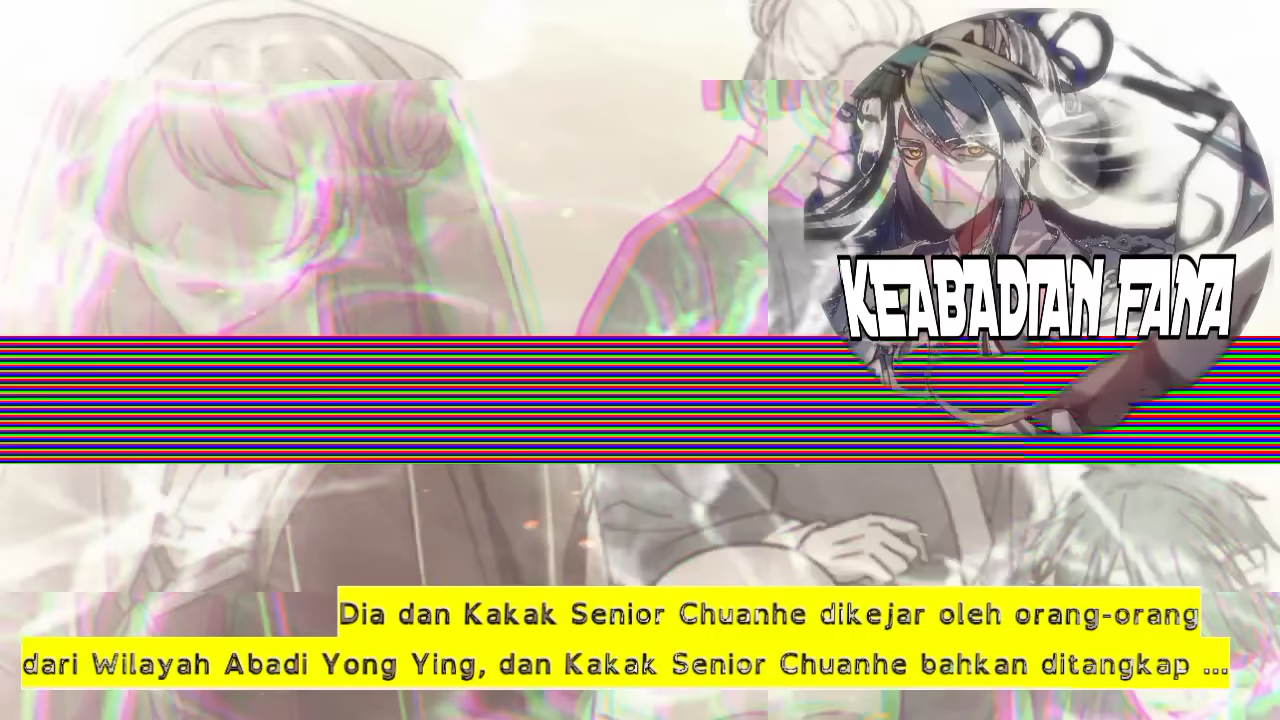 KEABADIAN FANA
Dia dan Kakak Senior Chuanhe dikejar oleh orang-orang
dari Wilayah Abadi Yong Ying, dan Kakak Senior Chuanhe bahkan ditangkap ...